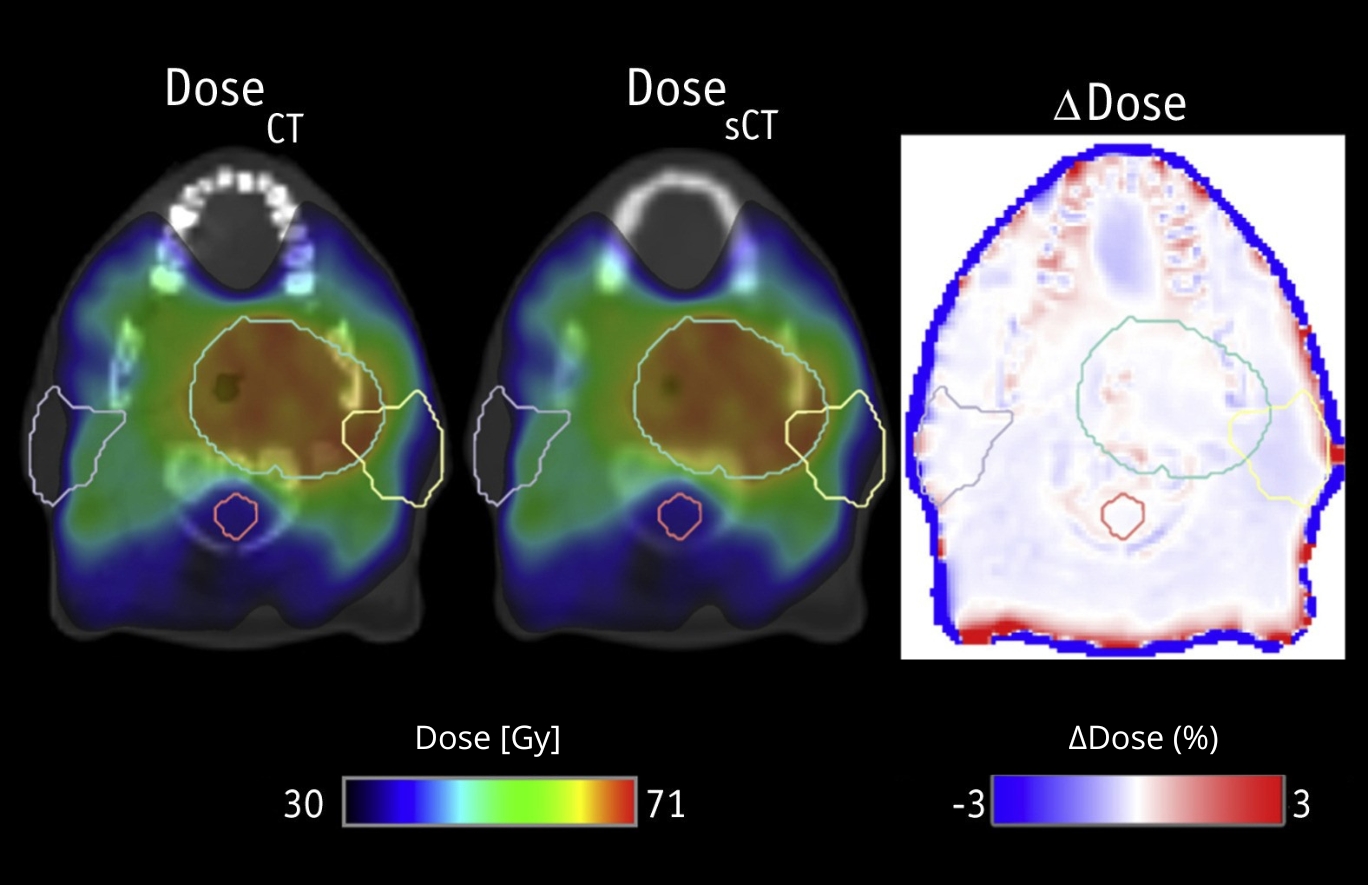 Dose CT
Dose sCT
ΔDose
Dose [Gy]
30
71
ΔDose (%)
-3
3